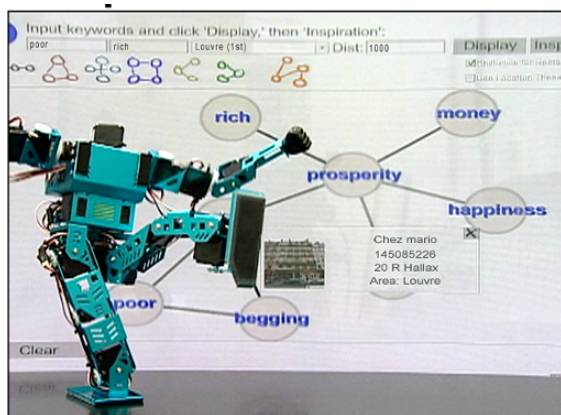 Input keywords and click 'Display,' then 'Inspiration':
poor rich Louvre (1st) Dist: 1000 Display Insp
rich
money
prosperity
happiness
Chez mario
145085226
20 R Hallax
Area: Louvre
poor
begging
Clear